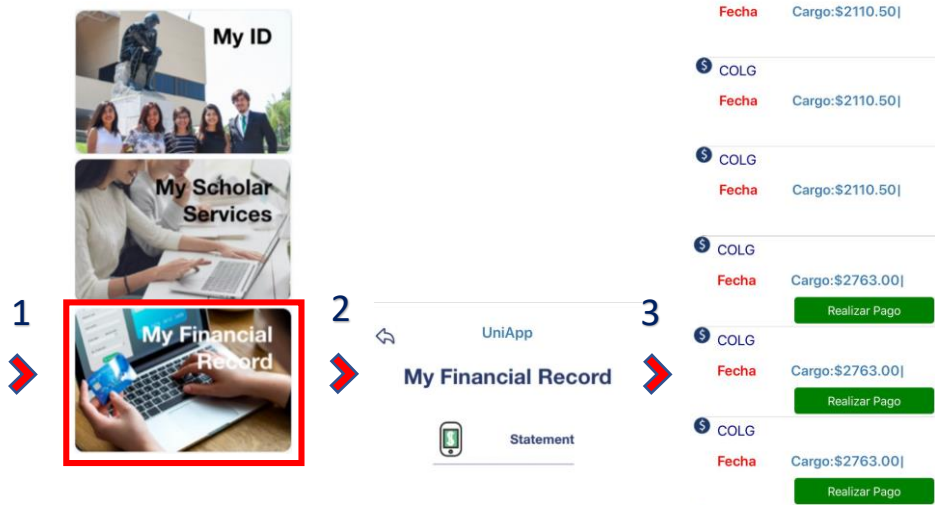 My ID
My Scholar
Services
1
My Financial
Record
2
UniApp
My Financial Record
Statement
3
Fecha Cargo:$2110.50|
COLG
Fecha Cargo:$2110.50|
COLG
Fecha Cargo:$2110.50|
COLG
Fecha Cargo:$2763.00|
Realizar Pago
COLG
Fecha Cargo:$2763.00|
Realizar Pago
COLG
Fecha Cargo:$2763.00|
Realizar Pago